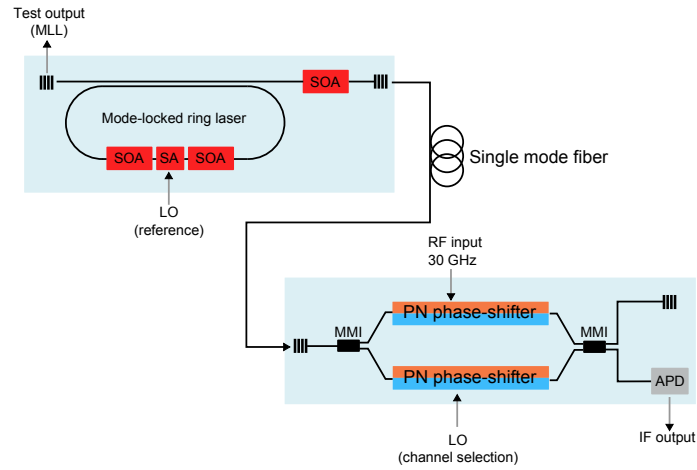 Test output
(MLL)
SOA
Mode-locked ring laser
SOA
SA
SOA
LO
(reference)
Single mode fiber
RF input
30 GHz
PN phase-shifter
MMI
MMI
PN phase-shifter
APD
LO
(channel selection)
IF output